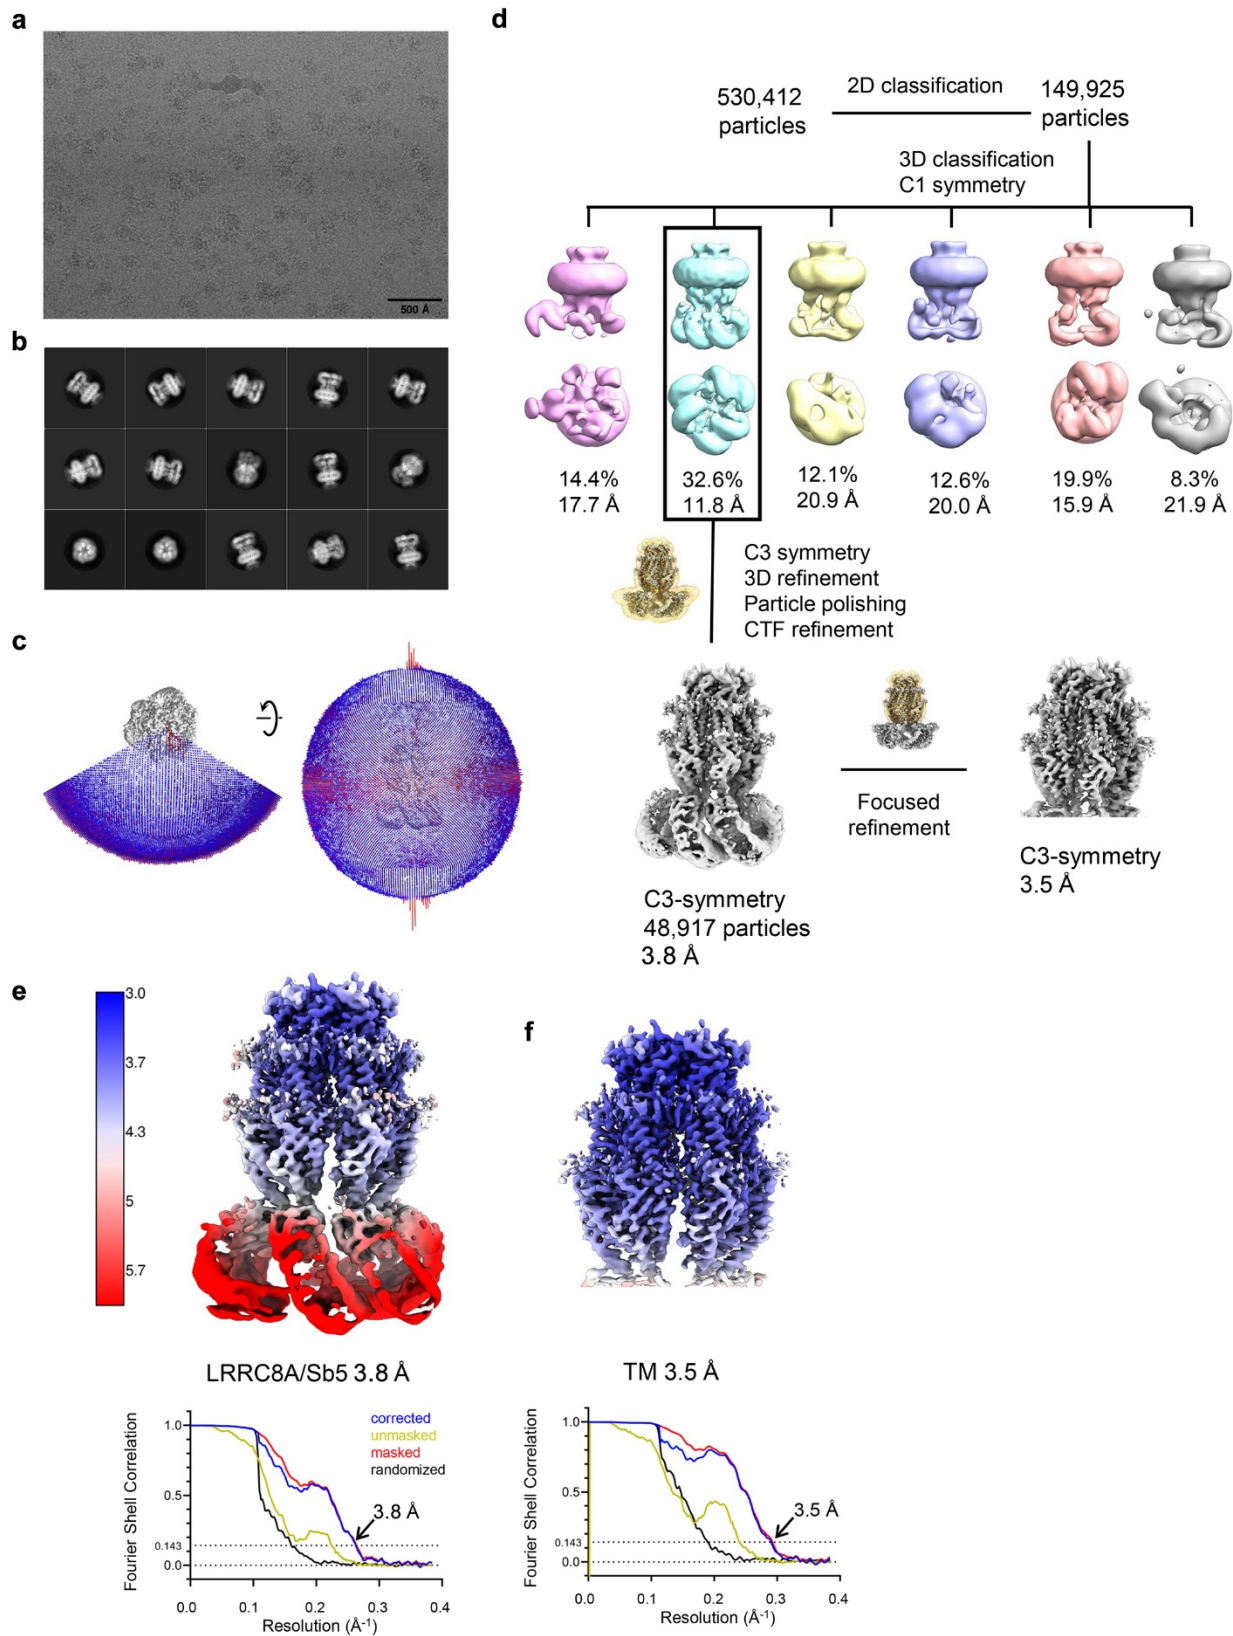 a
500 Å
b
c
d
530,412
particles
2D classification
149,925
particles
3D classification
C1 symmetry
14.4%
17.7 Å
32.6%
11.8 Å
12.1%
20.9 Å
12.6%
20.0 Å
19.9%
15.9 Å
8.3%
21.9 Å
C3 symmetry
3D refinement
Particle polishing
CTF refinement
Focused
refinement
C3-symmetry
48,917 particles
3.8 Å
C3-symmetry
3.5 Å
e
3.0
3.7
4.3
5
5.7
f
LRRC8A/Sb5 3.8 Å
Fourier Shell Correlation
1.0
0.5
0.143
0.0
corrected
unmasked
masked
randomized
3.8 Å
0.0 0.1 0.2 0.3 0.4
Resolution (Å-1)
TM 3.5 Å
Fourier Shell Correlation
1.0
0.5
0.143
0.0
3.5 Å
0.0 0.1 0.2 0.3 0.4
Resolution (Å-1)